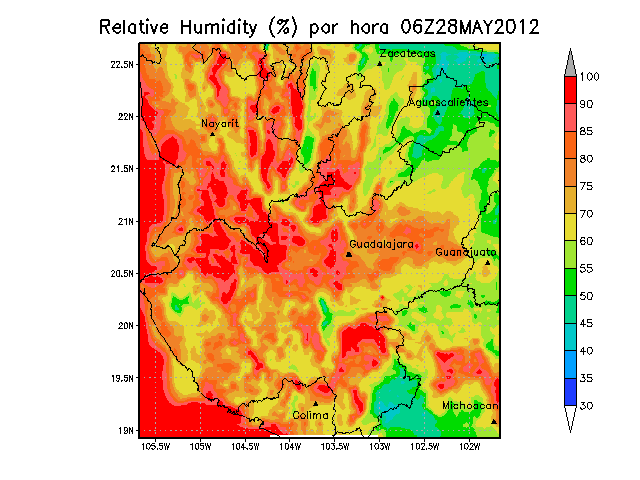 Relative Humidity (%) por hora 06Z28MAY2012
22.5N
22N
21.5N
21N
20.5N
20N
19.5N
19N
105.5W 105W 104.5W 104W 103.5W 103W 102.5W 102W
Zacatecas
Aguascalientes
Nayarit
Guadalajara
Guanajuato
Colima
Michoacan
100
90
85
80
75
70
65
60
55
50
45
40
35
30